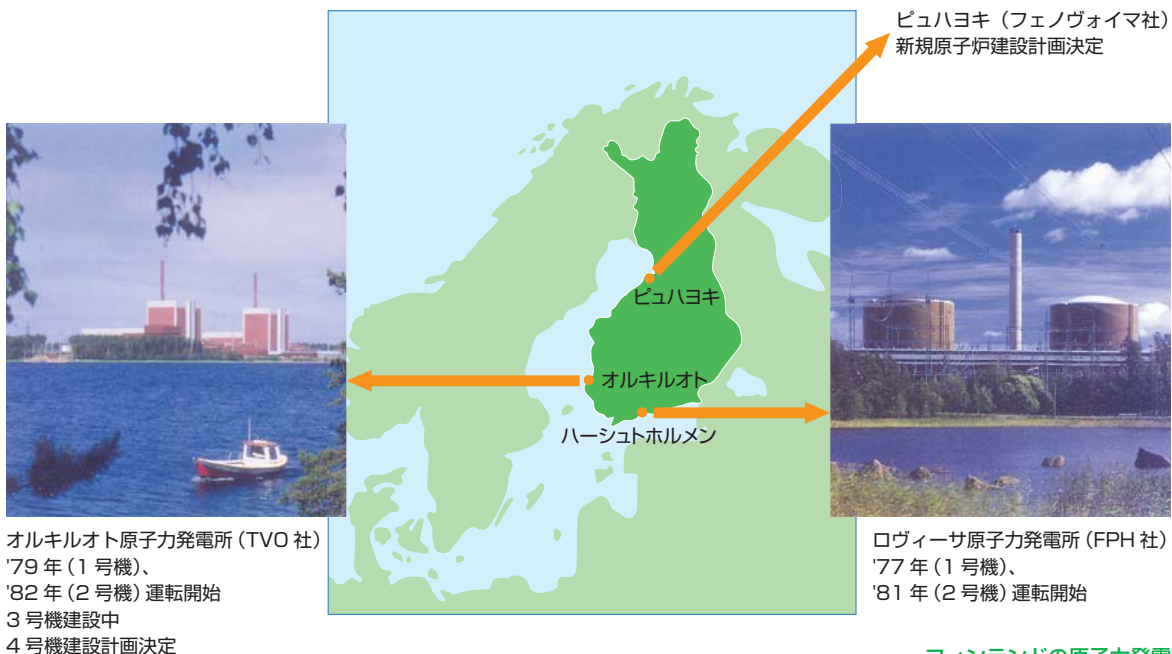 ピュハヨキ（フェノヴォイマ社）
新規原子炉建設計画決定
ピュハヨキ
オルキルオト
ハーシュトホルメン
オルキルオト原子力発電所（TVO 社）
'79 年（1 号機）、
'82 年（2 号機）運転開始
3 号機建設中
4 号機建設計画決定
ロヴィーサ原子力発電所（FPH 社）
'77 年（1 号機）、
'81 年（2 号機）運転開始